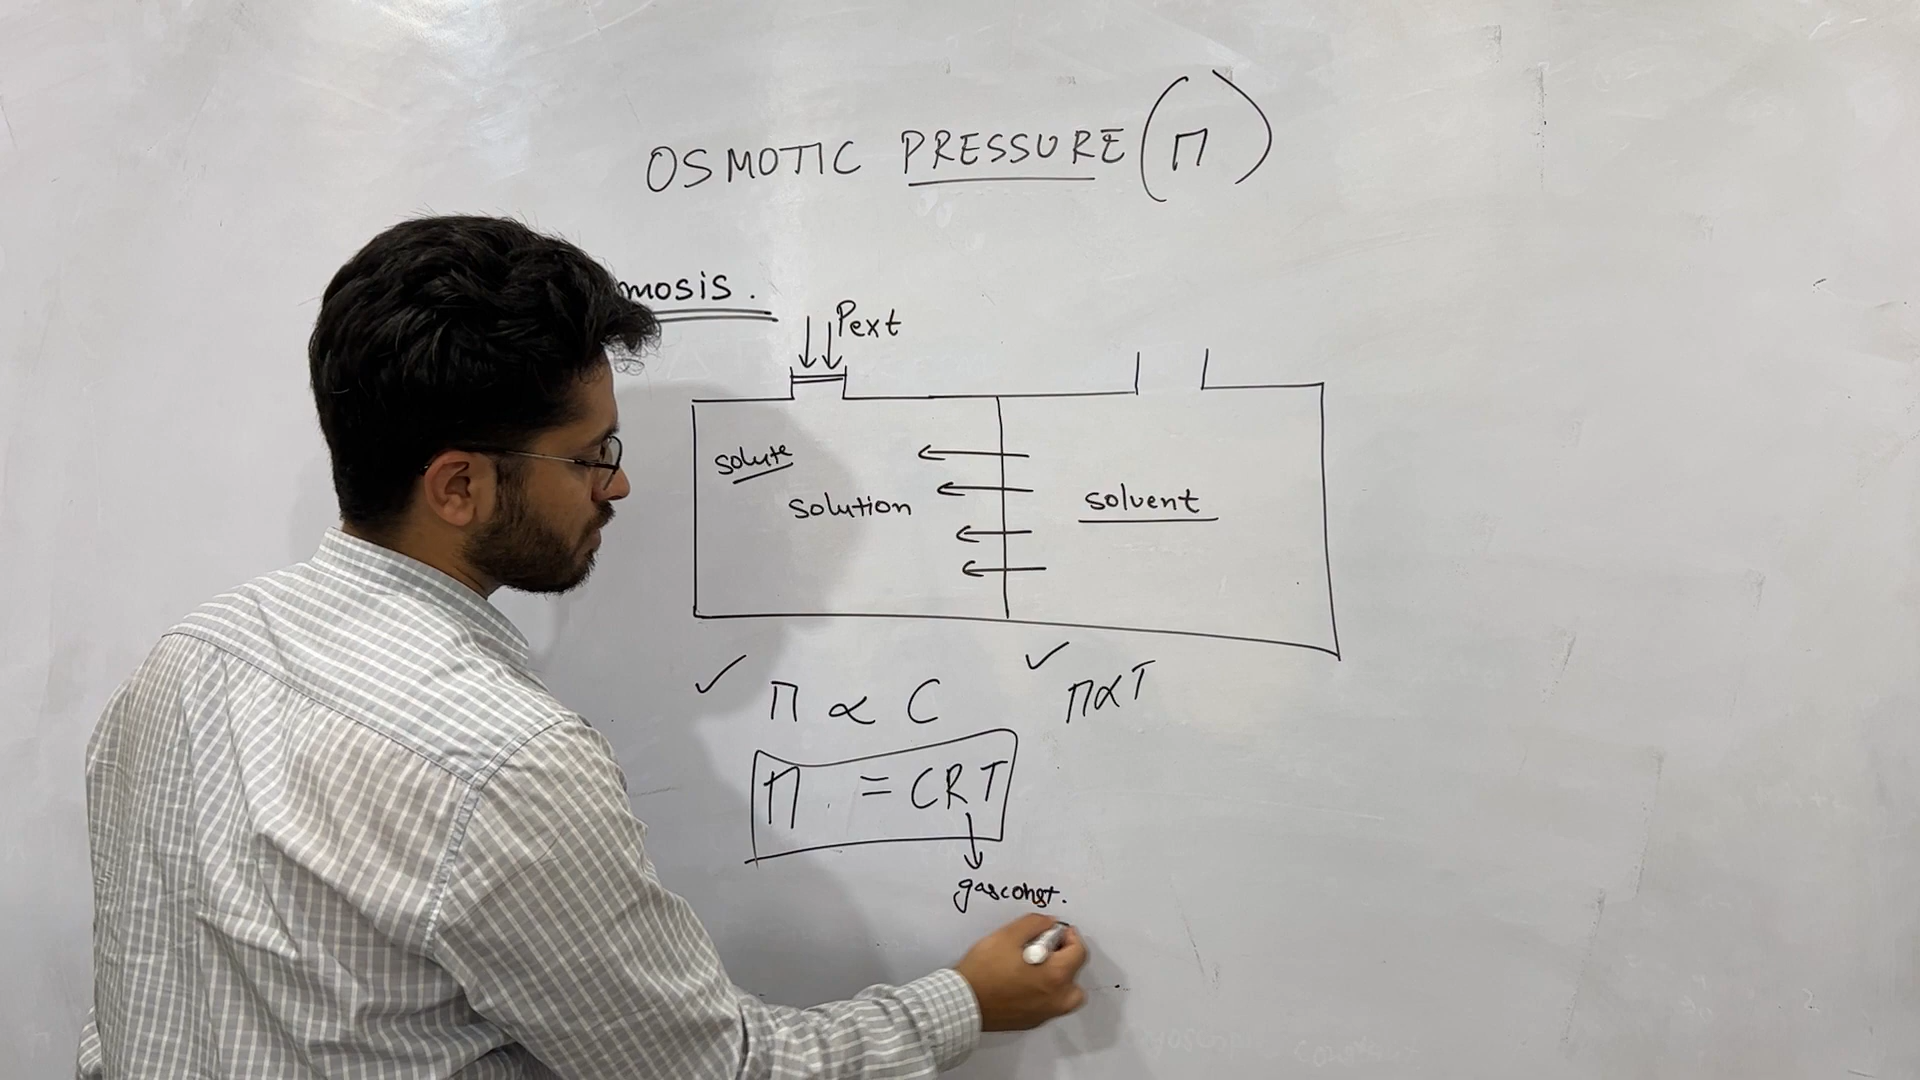 OSMOTIC PRESSURE (π)
mosis.
Pext
solute
solution
solvent
✓ π ∝ C
✓ π∝T
π = CRT
gas const.